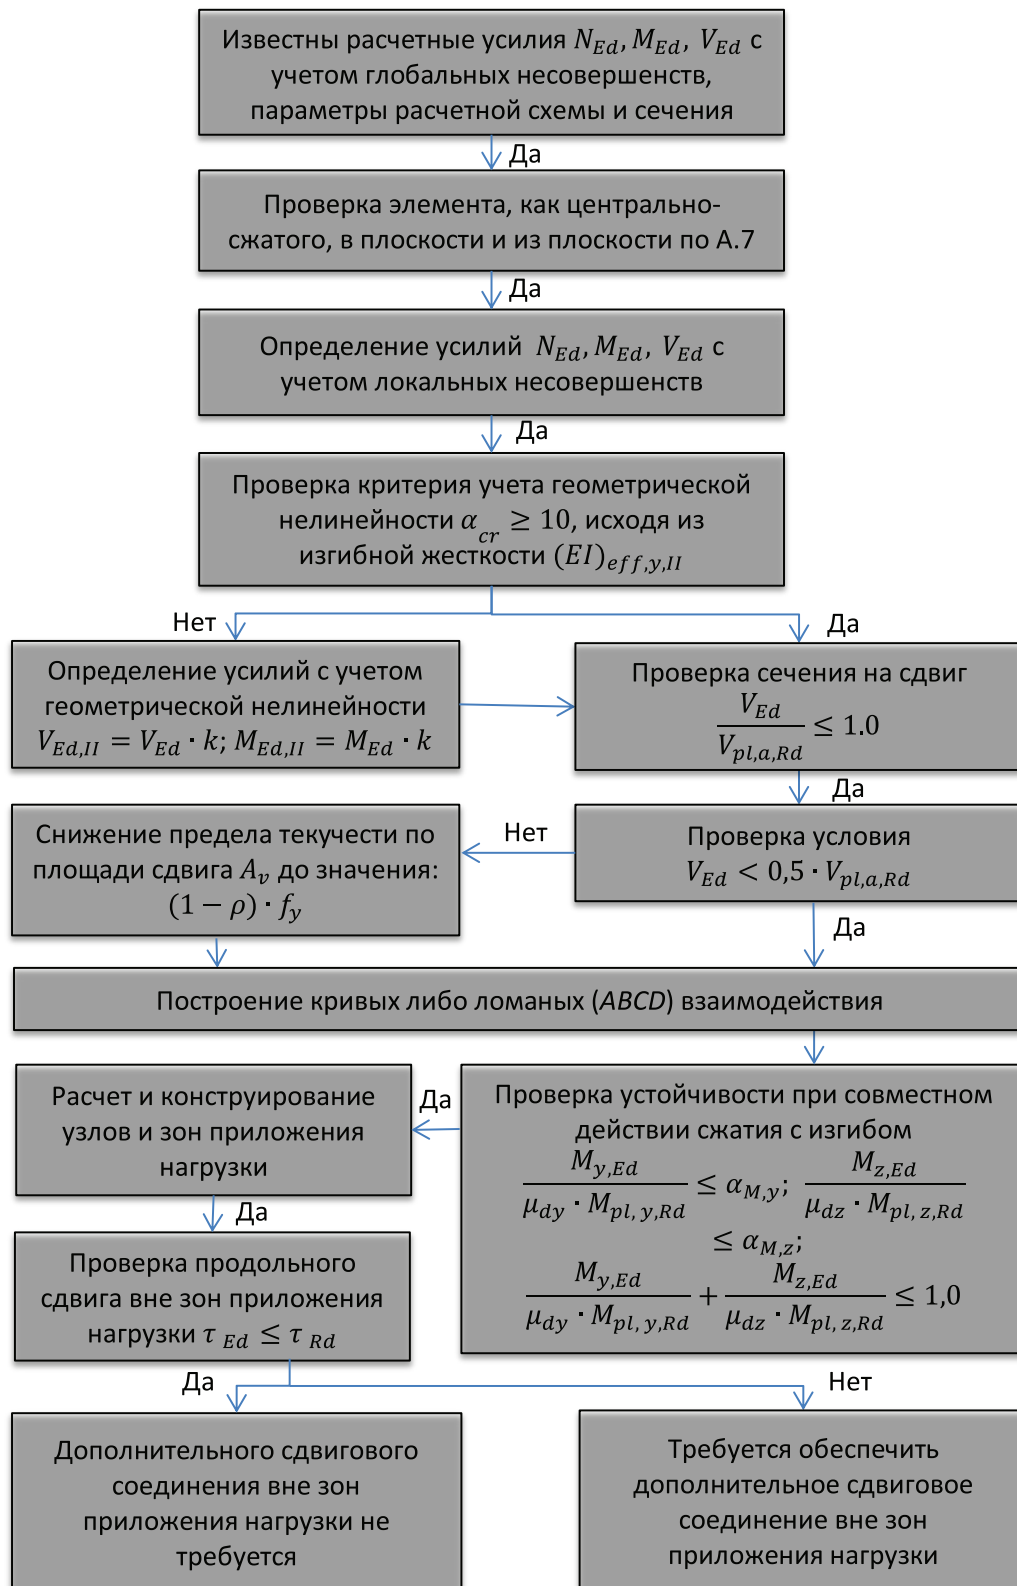 Известны расчетные усилия N_Ed, M_Ed, V_Ed с
учетом глобальных несовершенств,
параметры расчетной схемы и сечения
Да
Проверка элемента, как центрально-
сжатого, в плоскости и из плоскости по А.7
Да
Определение усилий N_Ed, M_Ed, V_Ed с
учетом локальных несовершенств
Да
Проверка критерия учета геометрической
нелинейности α_cr ≥ 10, исходя из
изгибной жесткости (EI)_eff,y,II
Нет
Да
Определение усилий с учетом
геометрической нелинейности
V_Ed,II = V_Ed · k; M_Ed,II = M_Ed · k
Проверка сечения на сдвиг
V_Ed / V_pl,a,Rd ≤ 1.0
Да
Снижение предела текучести по
площади сдвига A_v до значения:
(1 − ρ) · f_y
Нет
Проверка условия
V_Ed < 0,5 · V_pl,a,Rd
Да
Построение кривых либо ломаных (ABCD) взаимодействия
Расчет и конструирование
узлов и зон приложения
нагрузки
Да
Проверка устойчивости при совместном
действии сжатия с изгибом
M_y,Ed / (μ_dy · M_pl,y,Rd) ≤ α_M,y; M_z,Ed / (μ_dz · M_pl,z,Rd)
≤ α_M,z;
M_y,Ed / (μ_dy · M_pl,y,Rd) + M_z,Ed / (μ_dz · M_pl,z,Rd) ≤ 1,0
Да
Проверка продольного
сдвига вне зон приложения
нагрузки τ_Ed ≤ τ_Rd
Да
Нет
Дополнительного сдвигового
соединения вне зон
приложения нагрузки не
требуется
Требуется обеспечить
дополнительное сдвиговое
соединение вне зон
приложения нагрузки